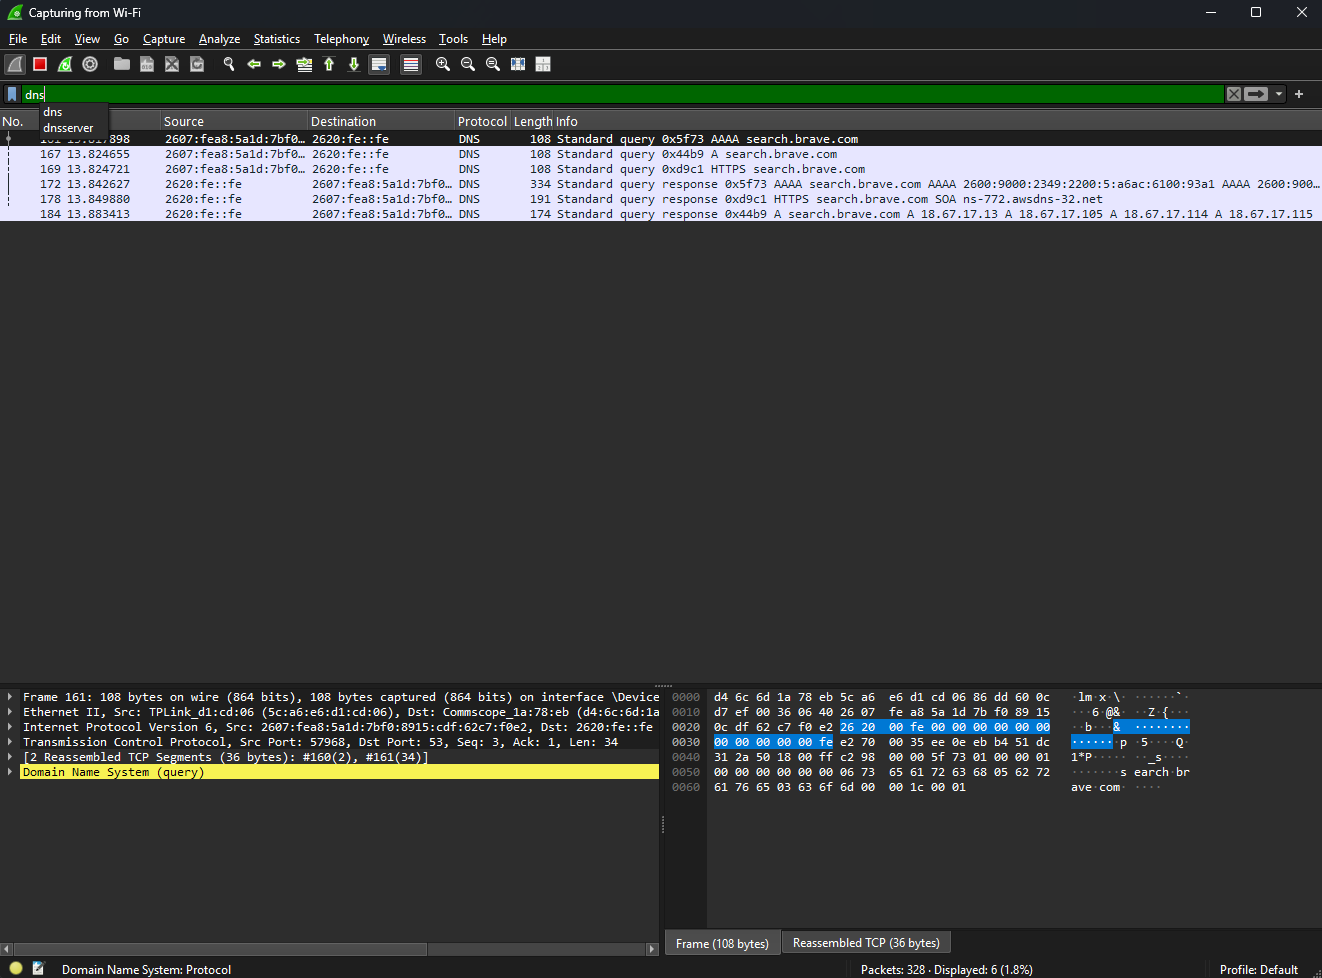 Capturing from Wi-Fi
File Edit View Go Capture Analyze Statistics Telephony Wireless Tools Help
dns
dns
dnsserver
No. Source Destination Protocol Length Info
2607:fea8:5a1d:7bf0… 2620:fe::fe DNS 108 Standard query 0x5f73 AAAA search.brave.com
167 13.824655 2607:fea8:5a1d:7bf0… 2620:fe::fe DNS 108 Standard query 0x44b9 A search.brave.com
169 13.824721 2607:fea8:5a1d:7bf0… 2620:fe::fe DNS 108 Standard query 0xd9c1 HTTPS search.brave.com
172 13.842627 2620:fe::fe 2607:fea8:5a1d:7bf0… DNS 334 Standard query response 0x5f73 AAAA search.brave.com AAAA 2600:9000:2349:2200:5:a6ac:6100:93a1 AAAA 2600:900…
178 13.849880 2620:fe::fe 2607:fea8:5a1d:7bf0… DNS 191 Standard query response 0xd9c1 HTTPS search.brave.com SOA ns-772.awsdns-32.net
184 13.883413 2620:fe::fe 2607:fea8:5a1d:7bf0… DNS 174 Standard query response 0x44b9 A search.brave.com A 18.67.17.13 A 18.67.17.105 A 18.67.17.114 A 18.67.17.115
Frame 161: 108 bytes on wire (864 bits), 108 bytes captured (864 bits) on interface \Device
Ethernet II, Src: TPLink_d1:cd:06 (5c:a6:e6:d1:cd:06), Dst: Commscope_1a:78:eb (d4:6c:6d:1a
Internet Protocol Version 6, Src: 2607:fea8:5a1d:7bf0:8915:cdf:62c7:f0e2, Dst: 2620:fe::fe
Transmission Control Protocol, Src Port: 57968, Dst Port: 53, Seq: 3, Ack: 1, Len: 34
[2 Reassembled TCP Segments (36 bytes): #160(2), #161(34)]
Domain Name System (query)
0000 d4 6c 6d 1a 78 eb 5c a6 e6 d1 cd 06 86 dd 60 0c ·lm·x·\· ······`·
0010 d7 ef 00 36 06 40 26 07 fe a8 5a 1d 7b f0 89 15 ···6·@&· ··Z·{···
0020 0c df 62 c7 f0 e2 26 20 00 fe 00 00 00 00 00 00 ··b···& ········
0030 00 00 00 00 00 fe e2 70 00 35 ee 0e eb b4 51 dc ·······p ·5····Q·
0040 31 2a 50 18 00 ff c2 98 00 00 5f 73 01 00 00 01 1*P····· ··_s····
0050 00 00 00 00 00 00 06 73 65 61 72 63 68 05 62 72 ·······s earch·br
0060 61 76 65 03 63 6f 6d 00 00 1c 00 01 ave·com· ····
Frame (108 bytes) Reassembled TCP (36 bytes)
Domain Name System: Protocol Packets: 328 · Displayed: 6 (1.8%) Profile: Default